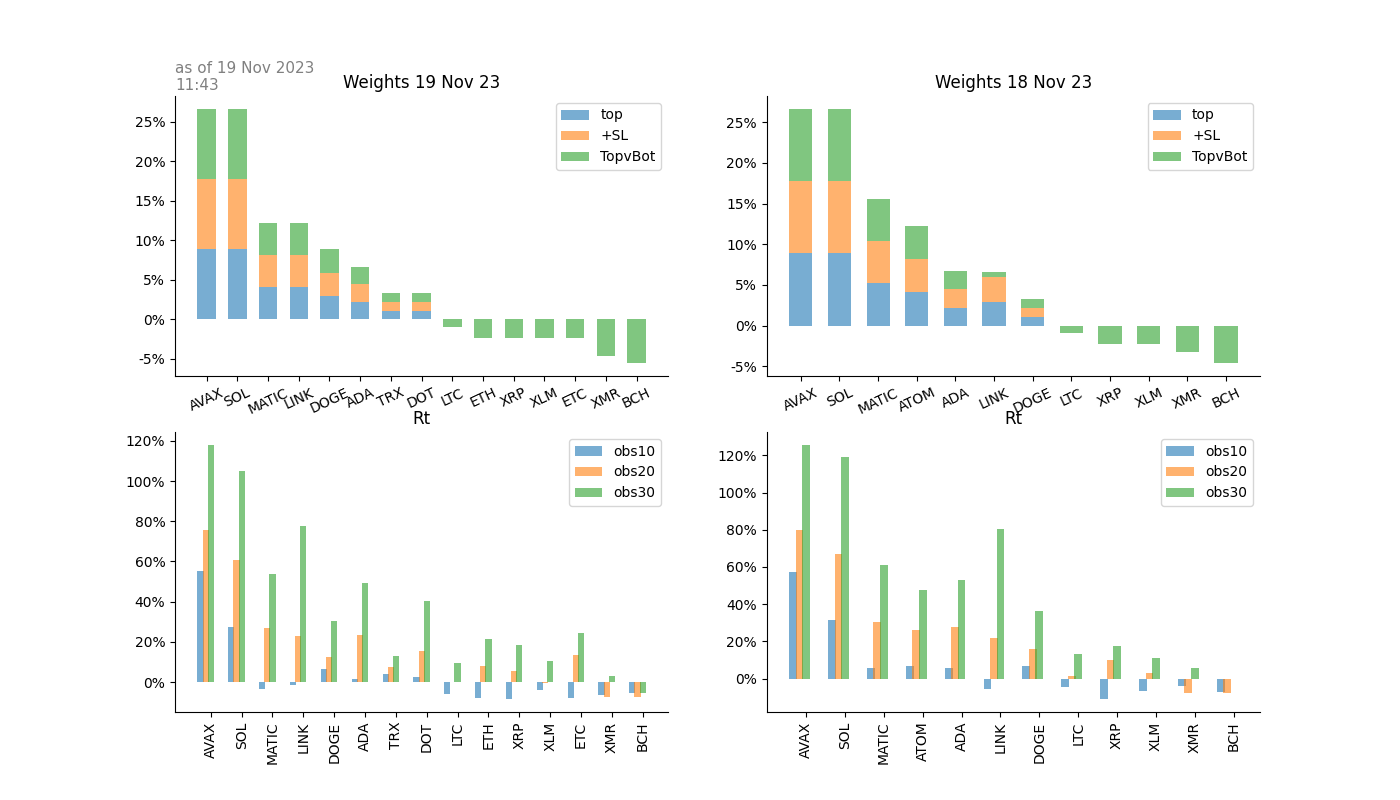 as of 19 Nov 2023
11:43
Weights 19 Nov 23
top
+SL
TopvBot
25%
20%
15%
10%
5%
0%
-5%
AVAX SOL MATIC LINK DOGE ADA TRX DOT LTC ETH XRP XLM ETC XMR BCH
Weights 18 Nov 23
top
+SL
TopvBot
25%
20%
15%
10%
5%
0%
-5%
AVAX SOL MATIC ATOM ADA LINK DOGE LTC XRP XLM XMR BCH
Rt
obs10
obs20
obs30
120%
100%
80%
60%
40%
20%
0%
AVAX SOL MATIC LINK DOGE ADA TRX DOT LTC ETH XRP XLM ETC XMR BCH
Rt
obs10
obs20
obs30
120%
100%
80%
60%
40%
20%
0%
AVAX SOL MATIC ATOM ADA LINK DOGE LTC XRP XLM XMR BCH